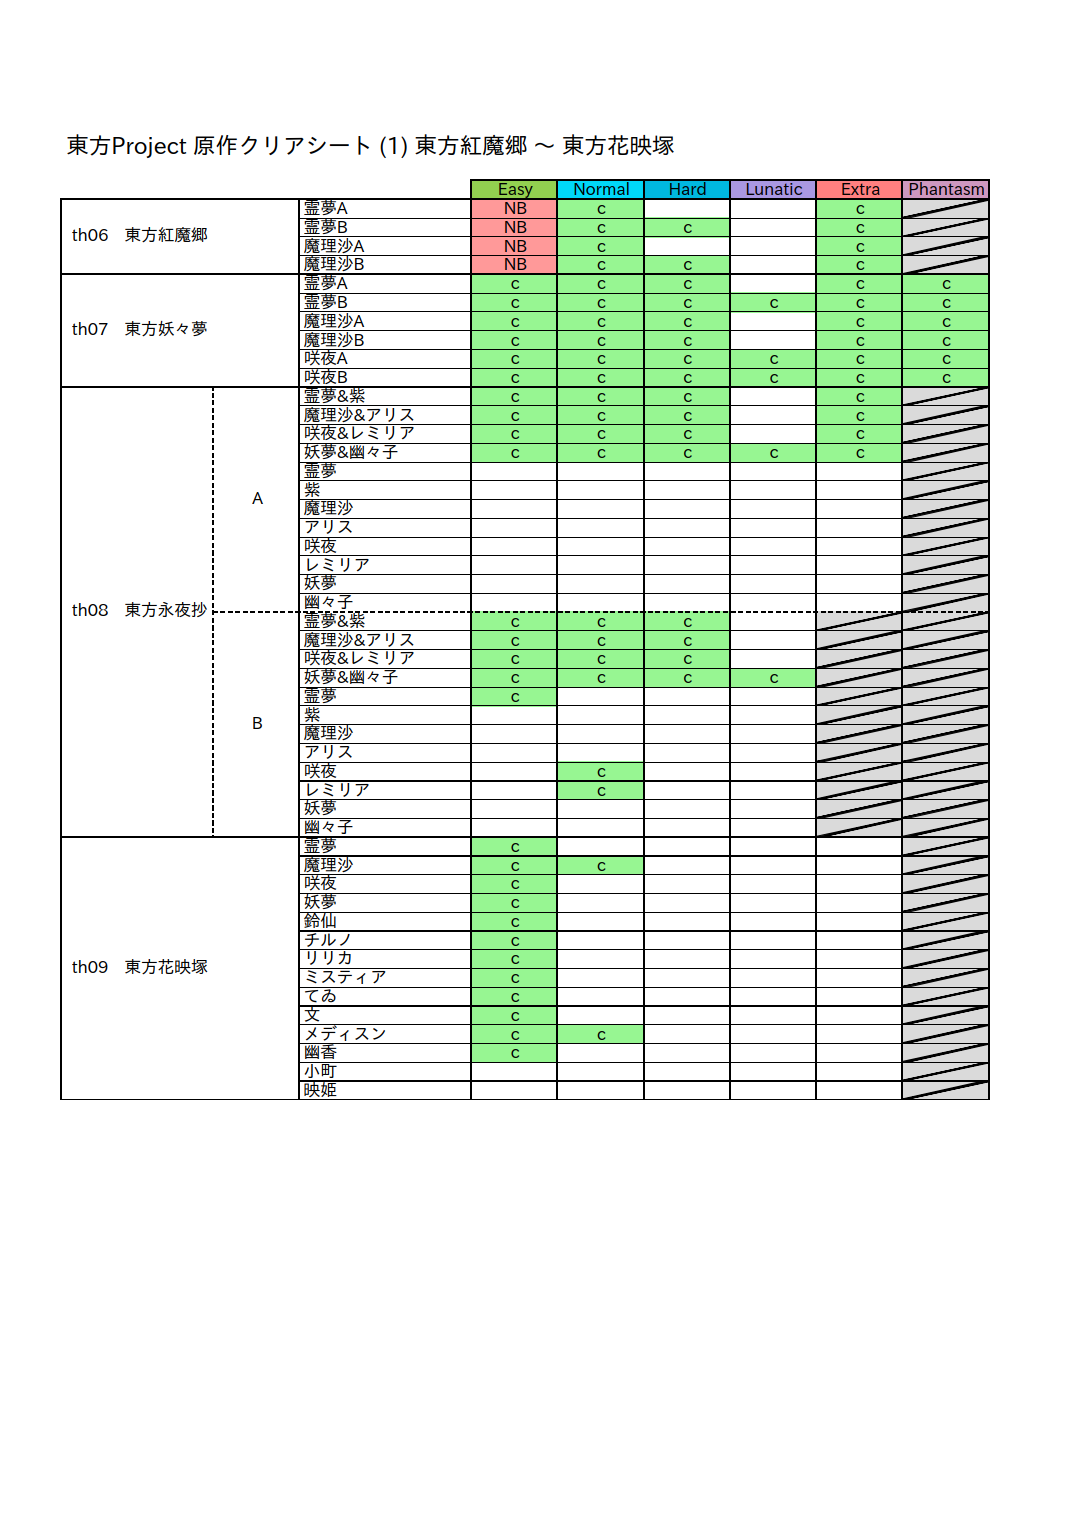 東方Project 原作クリアシート (1) 東方紅魔郷 ～ 東方花映塚
Easy Normal Hard Lunatic Extra Phantasm
th06 東方紅魔郷
霊夢A NB c c
霊夢B NB c c c
魔理沙A NB c c
魔理沙B NB c c c
th07 東方妖々夢
霊夢A c c c c c
霊夢B c c c c c c
魔理沙A c c c c c
魔理沙B c c c c c
咲夜A c c c c c c
咲夜B c c c c c c
th08 東方永夜抄
A
霊夢&紫 c c c c
魔理沙&アリス c c c c
咲夜&レミリア c c c c
妖夢&幽々子 c c c c c
霊夢
紫
魔理沙
アリス
咲夜
レミリア
妖夢
幽々子
B
霊夢&紫 c c c
魔理沙&アリス c c c
咲夜&レミリア c c c
妖夢&幽々子 c c c c
霊夢 c
紫
魔理沙
アリス
咲夜 c
レミリア c
妖夢
幽々子
th09 東方花映塚
霊夢 c
魔理沙 c c
咲夜 c
妖夢 c
鈴仙 c
チルノ c
リリカ c
ミスティア c
てゐ c
文 c
メディスン c c
幽香 c
小町
映姫